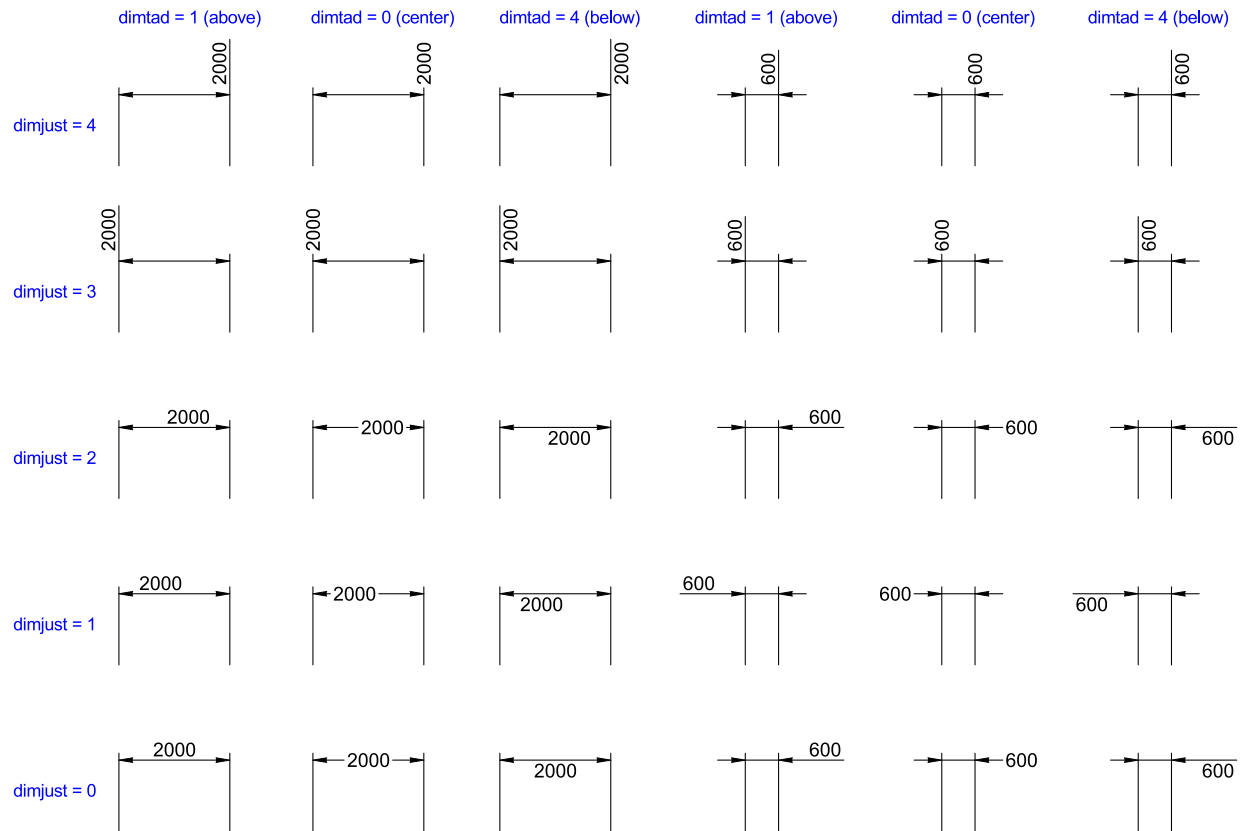 dimtad = 1 (above) dimtad = 0 (center) dimtad = 4 (below) dimtad = 1 (above) dimtad = 0 (center) dimtad = 4 (below)
2000 2000 2000 600 600 600
dimjust = 4
2000 2000 2000 600 600 600
dimjust = 3
2000 2000 2000 600 600 600
dimjust = 2
2000 2000 2000 600 600 600
dimjust = 1
2000 2000 2000 600 600 600
dimjust = 0